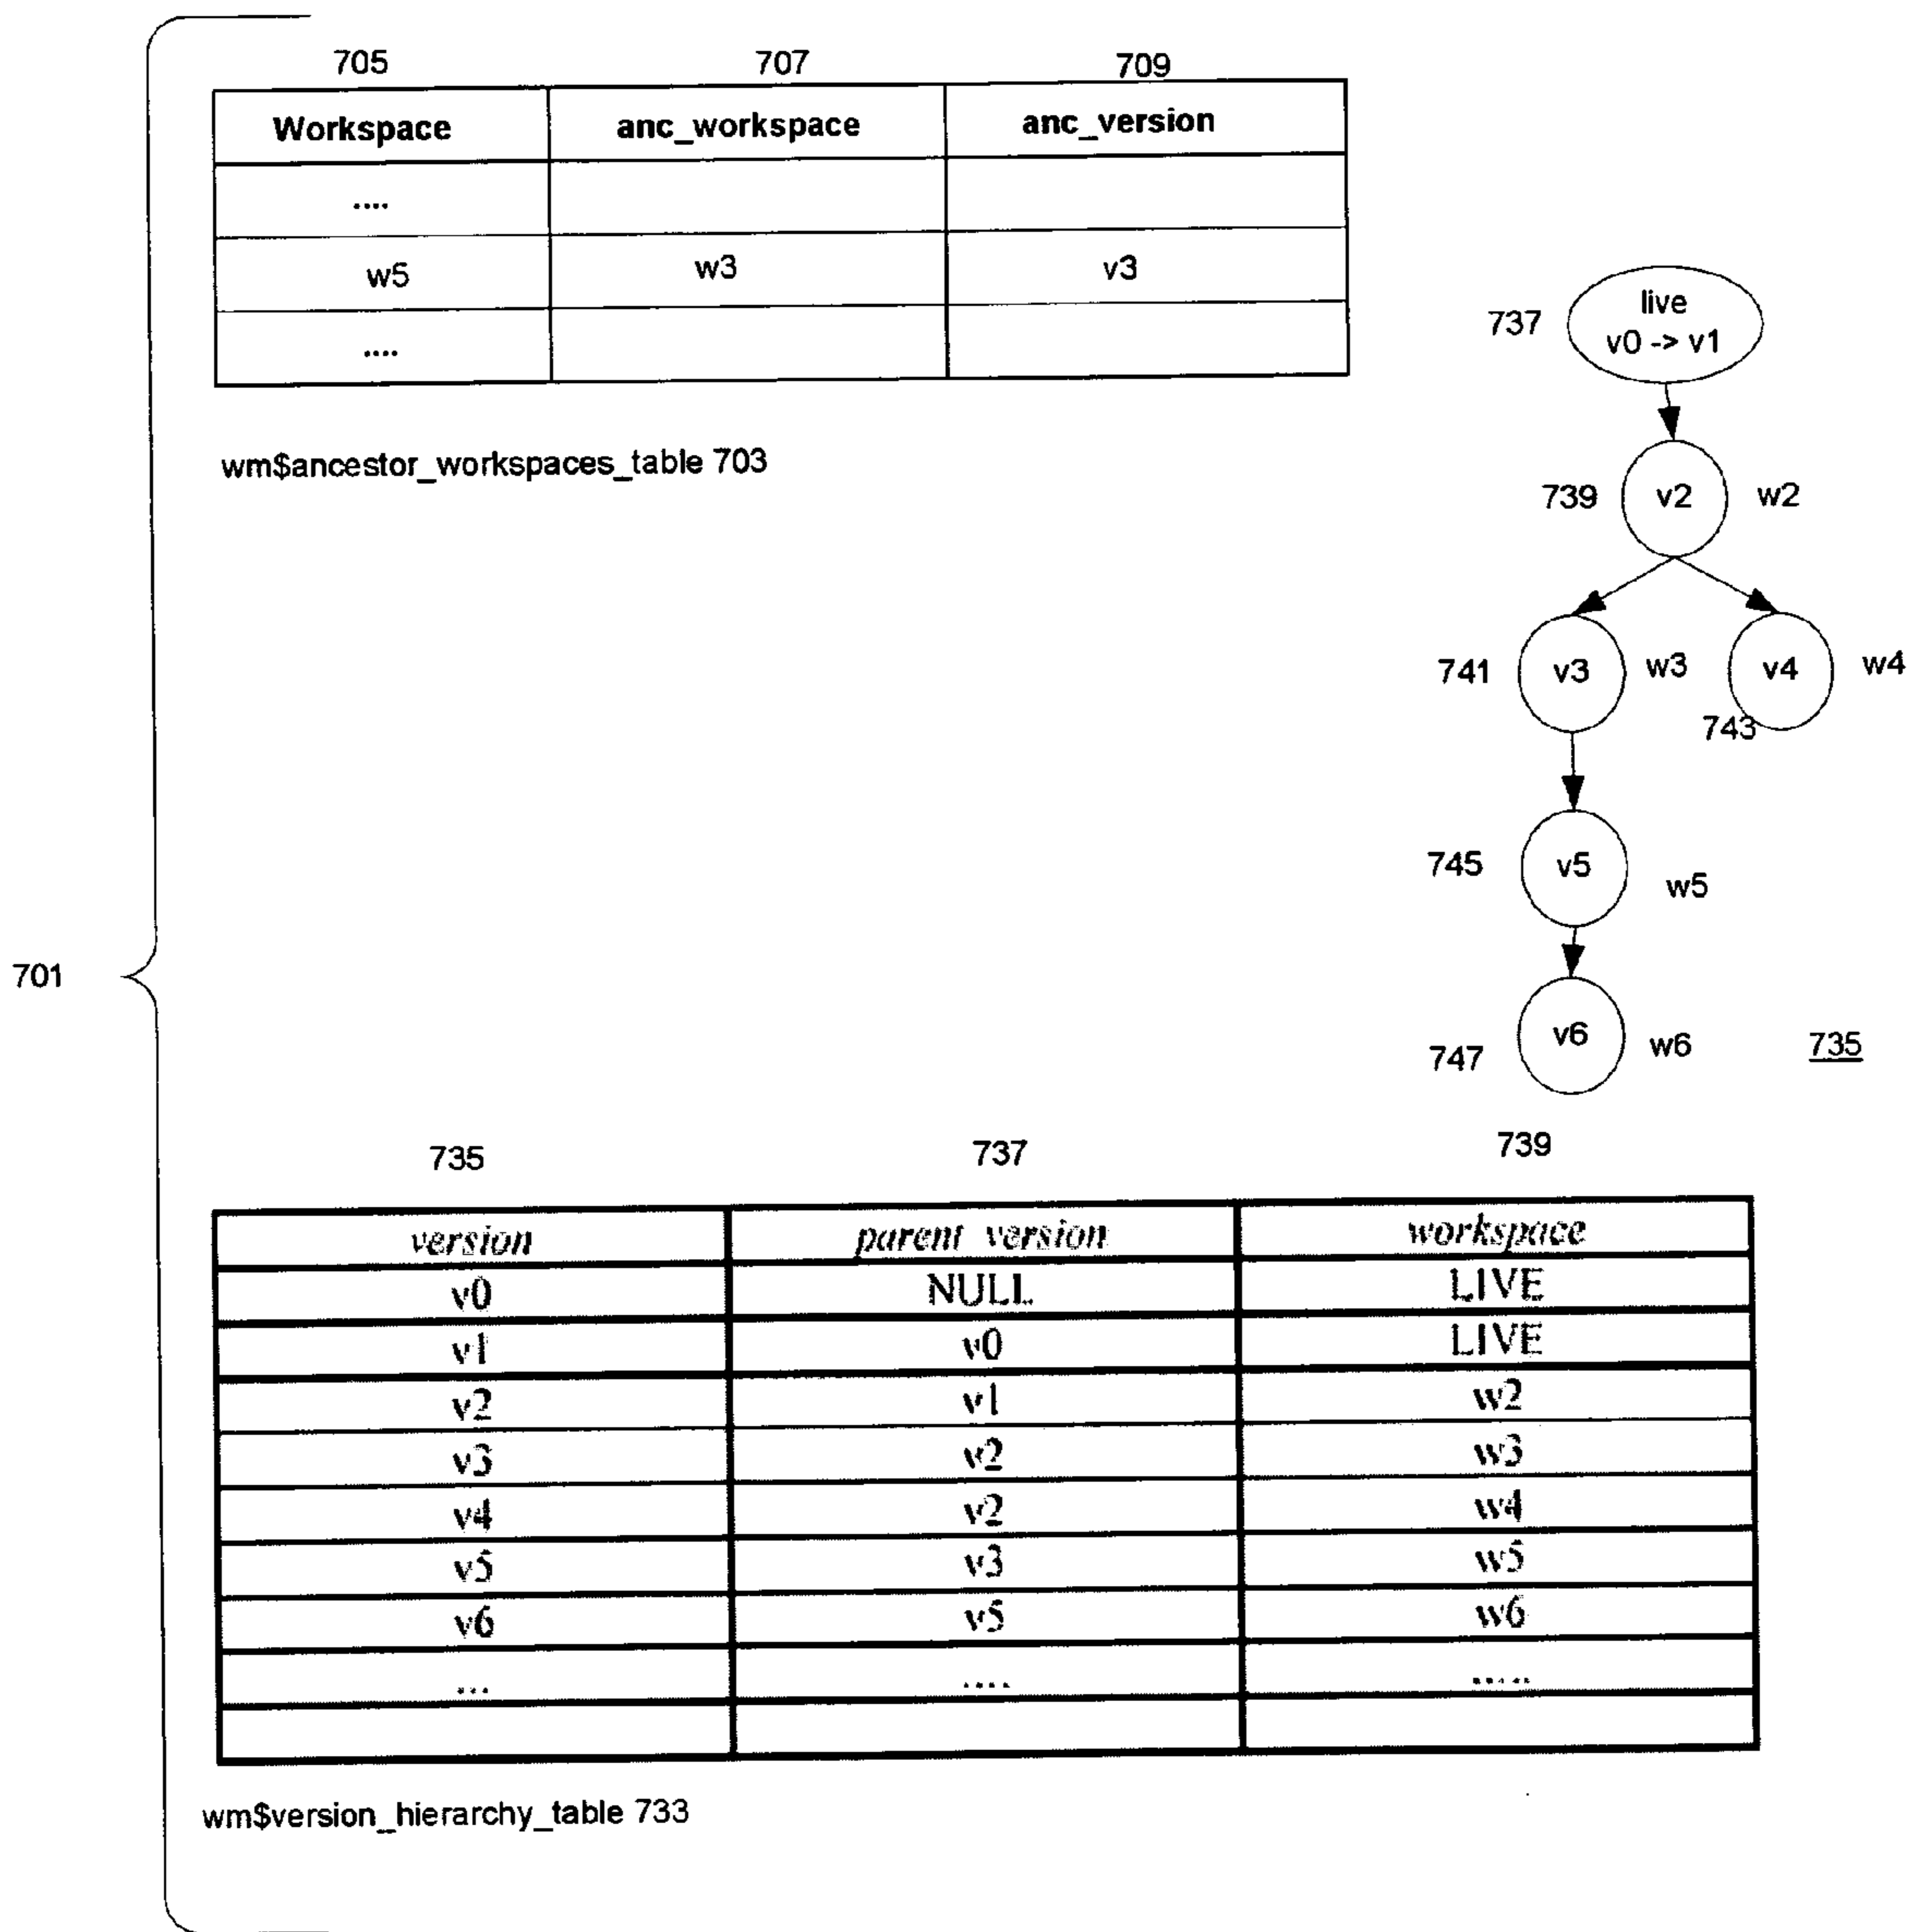 705 707 709
Workspace anc_workspace anc_version
....
w5 w3 v3
....
wm$ancestor_workspaces_table 703
737 live
v0 -> v1
739 v2 w2
741 v3 w3 v4 w4
743
745 v5 w5
701
747 v6 w6 735
735 737 739
version parent version workspace
v0 NULL LIVE
v1 v0 LIVE
v2 v1 w2
v3 v2 w3
v4 v2 w4
v5 v3 w5
v6 v5 w6
... .... .....
wm$version_hierarchy_table 733